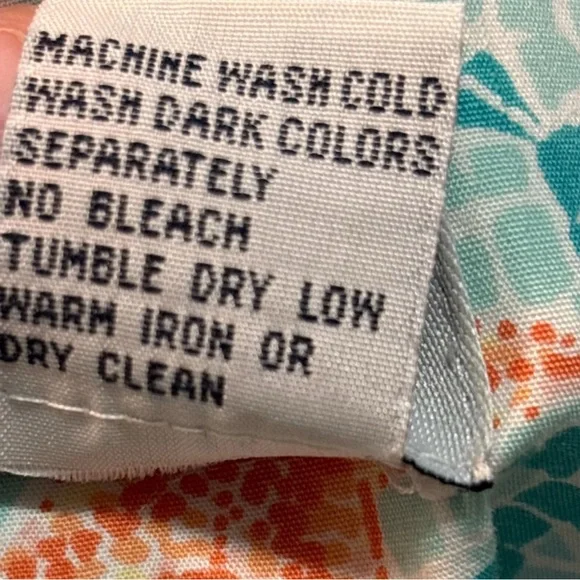 MACHINE WASH COLD
WASH DARK COLORS
SEPARATELY
NO BLEACH
TUMBLE DRY LOW
WARM IRON OR
DRY CLEAN